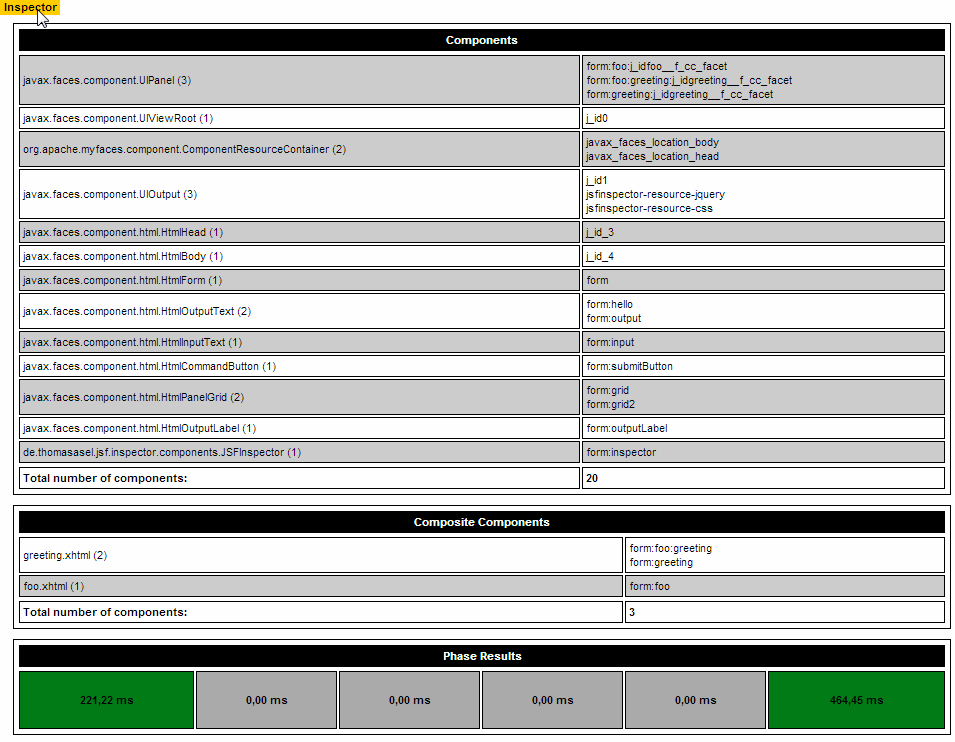 Inspector
Components
javax.faces.component.UIPanel (3)
form:foo:j_idfoo__f_cc_facet
form:foo:greeting:j_idgreeting__f_cc_facet
form:greeting:j_idgreeting__f_cc_facet
javax.faces.component.UIViewRoot (1)
j_id0
org.apache.myfaces.component.ComponentResourceContainer (2)
javax_faces_location_body
javax_faces_location_head
javax.faces.component.UIOutput (3)
j_id1
jsfinspector-resource-jquery
jsfinspector-resource-css
javax.faces.component.html.HtmlHead (1)
j_id_3
javax.faces.component.html.HtmlBody (1)
j_id_4
javax.faces.component.html.HtmlForm (1)
form
javax.faces.component.html.HtmlOutputText (2)
form:hello
form:output
javax.faces.component.html.HtmlInputText (1)
form:input
javax.faces.component.html.HtmlCommandButton (1)
form:submitButton
javax.faces.component.html.HtmlPanelGrid (2)
form:grid
form:grid2
javax.faces.component.html.HtmlOutputLabel (1)
form:outputLabel
de.thomasasel.jsf.inspector.components.JSFInspector (1)
form:inspector
Total number of components:
20
Composite Components
greeting.xhtml (2)
form:foo:greeting
form:greeting
foo.xhtml (1)
form:foo
Total number of components:
3
Phase Results
221,22 ms
0,00 ms
0,00 ms
0,00 ms
0,00 ms
464,45 ms